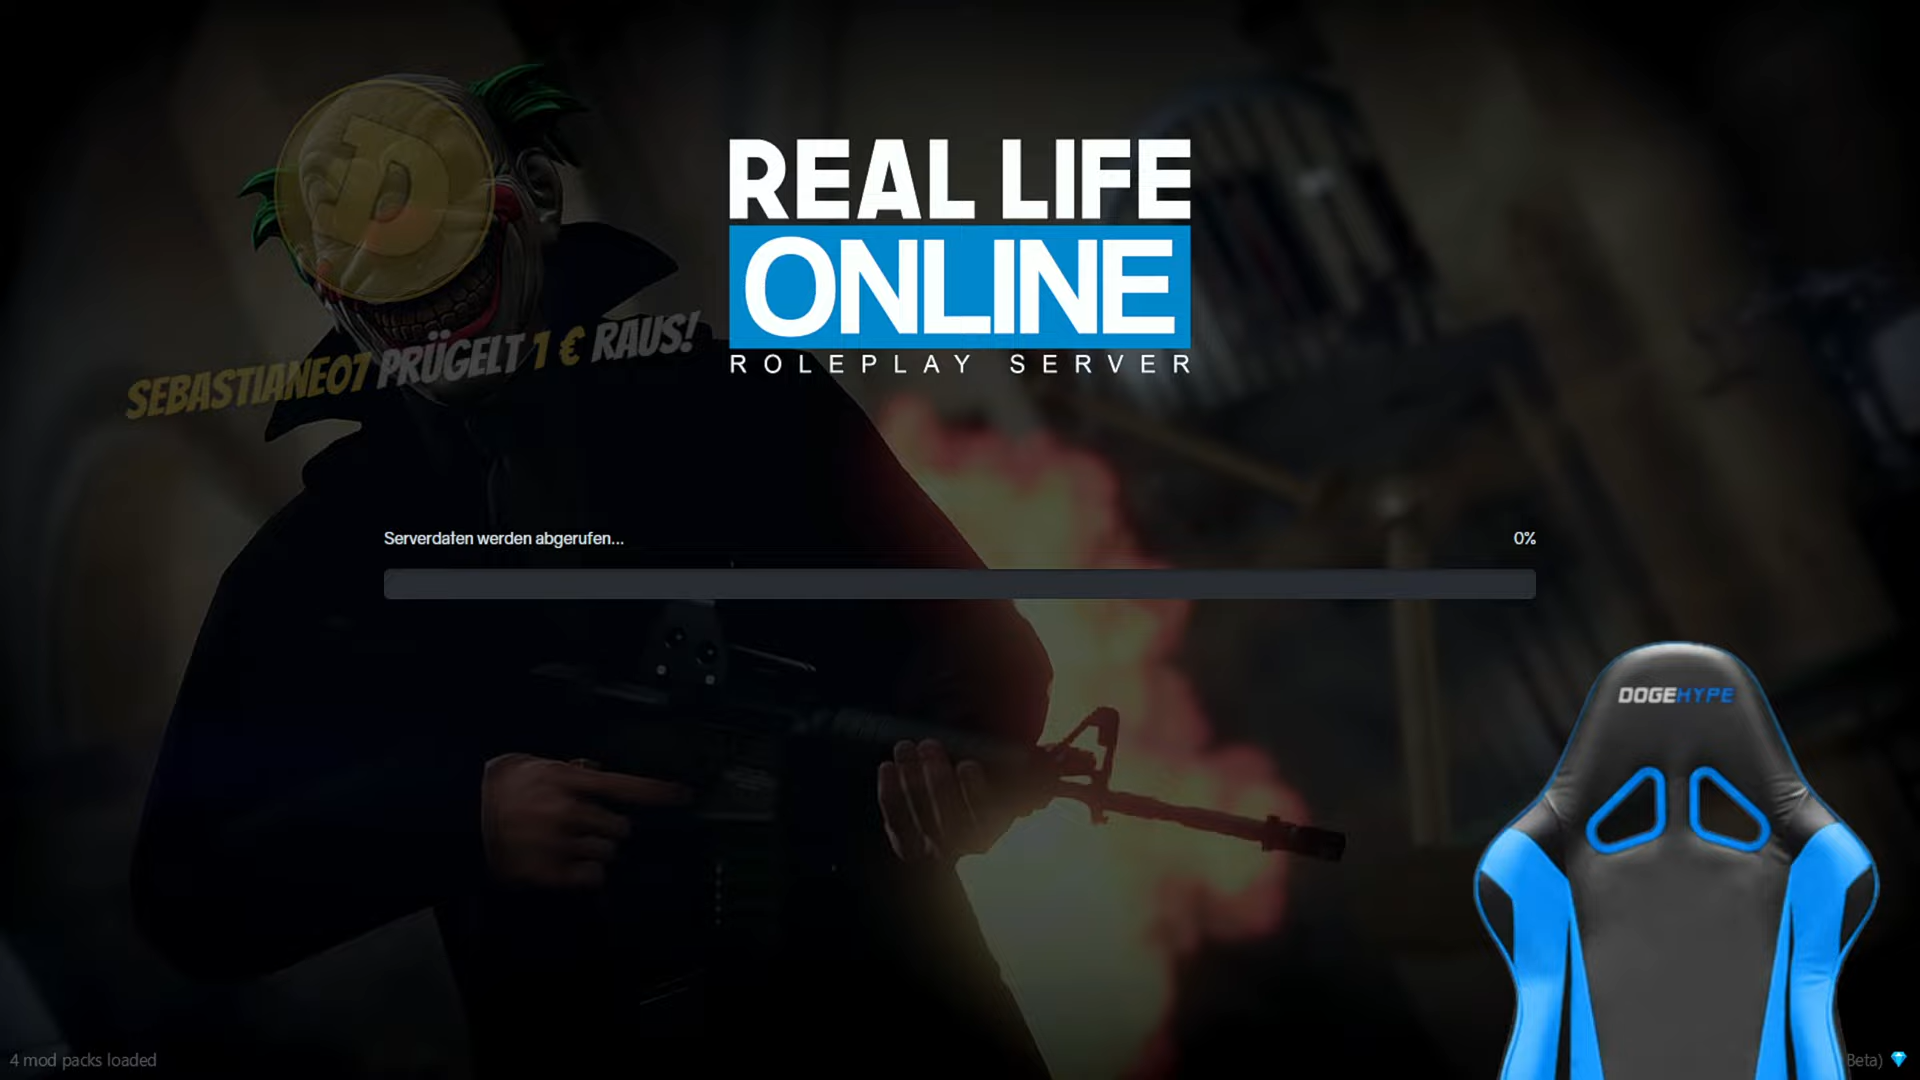 REAL LIFE
ONLINE
ROLEPLAY SERVER
SEBASTIANE07 PRÜGELT 1 € RAUS!
Serverdaten werden abgerufen...
0%
DOGEHYPE
4 mod packs loaded
Beta)